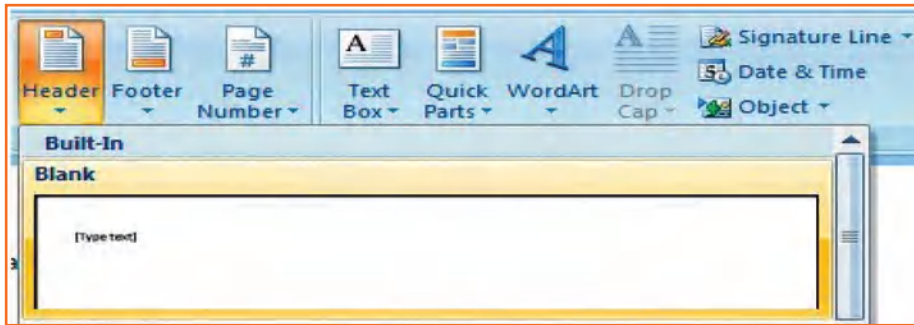 Header Footer Page Number Text Box Quick Parts WordArt Drop Cap Signature Line
Date & Time
Object
Built-In
Blank
[Type text]